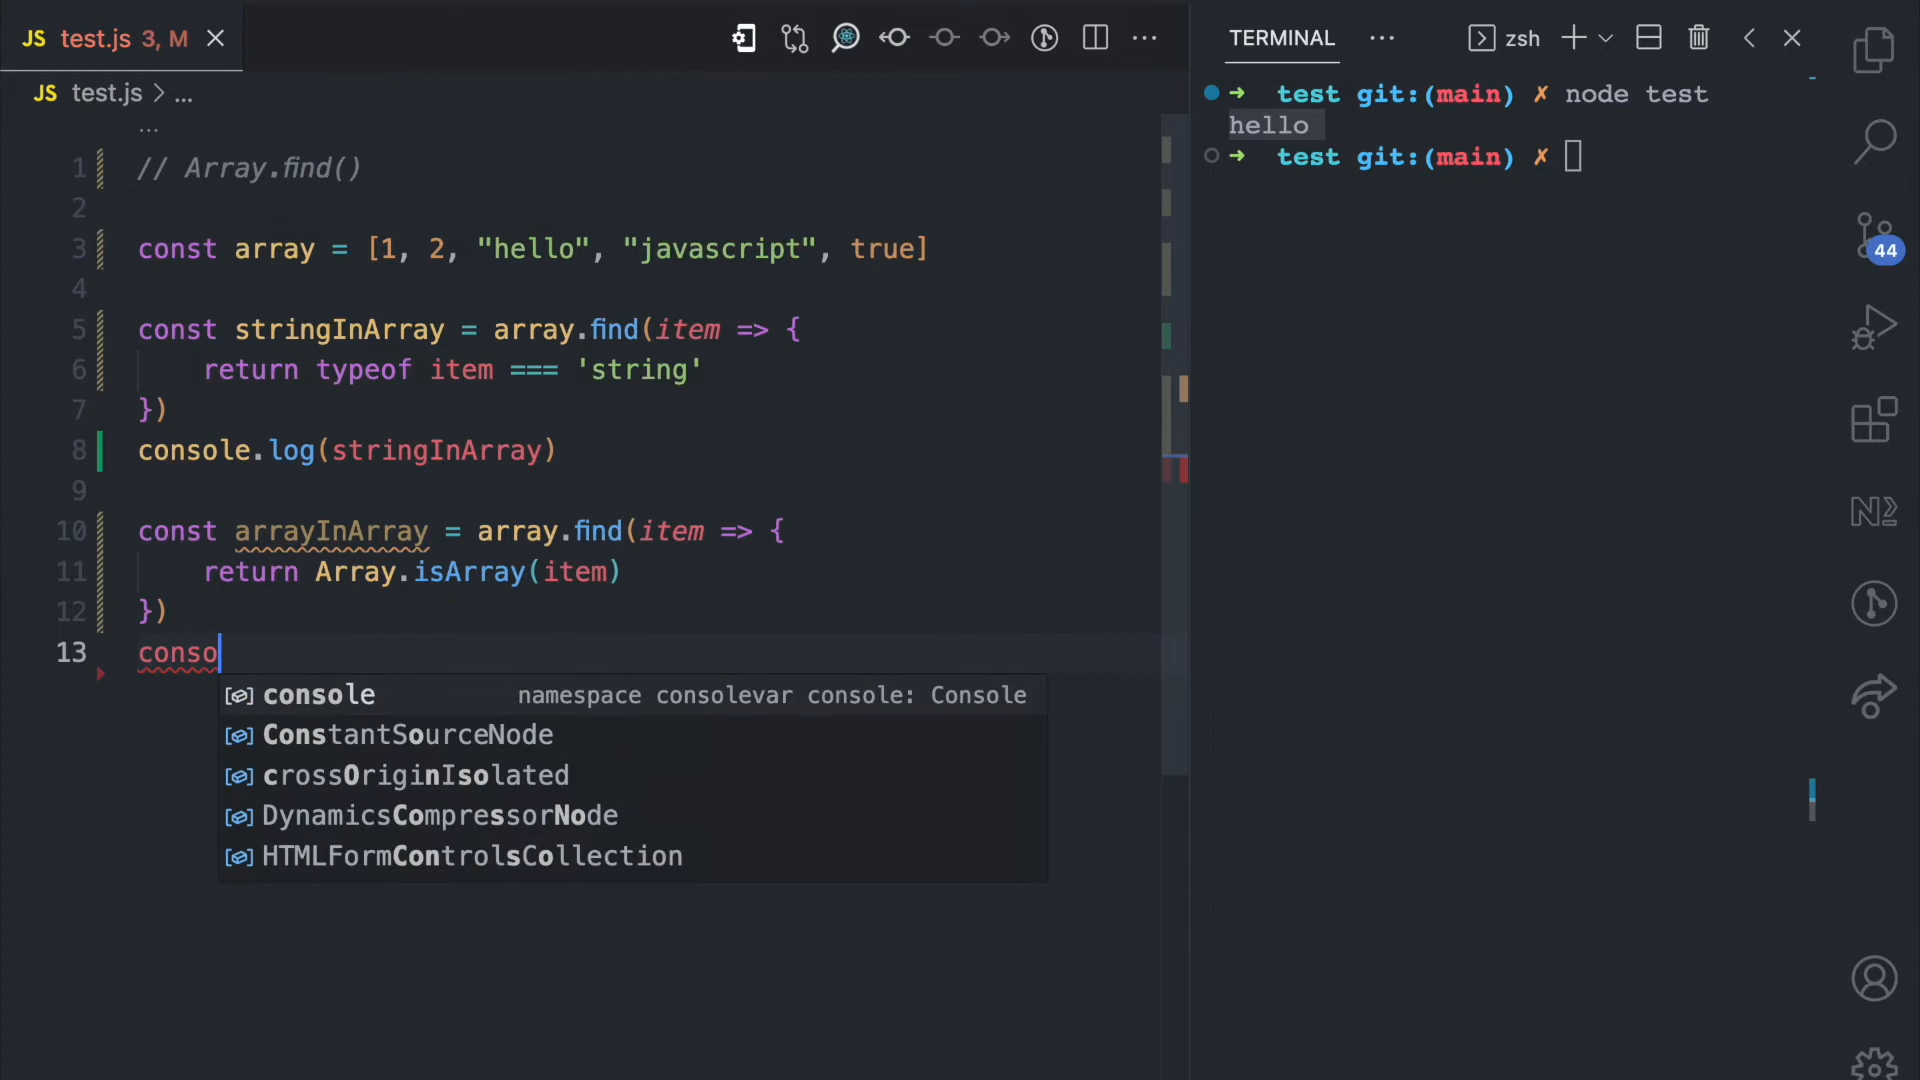 JS test.js 3, M
JS test.js > ...
...
1 // Array.find()
2
3 const array = [1, 2, "hello", "javascript", true]
4
5 const stringInArray = array.find(item => {
6 return typeof item === 'string'
7 })
8 console.log(stringInArray)
9
10 const arrayInArray = array.find(item => {
11 return Array.isArray(item)
12 })
13 conso
console namespace consolevar console: Console
ConstantSourceNode
crossOriginIsolated
DynamicsCompressorNode
HTMLFormControlsCollection
TERMINAL ... zsh
➜ test git:(main) ✗ node test
hello
➜ test git:(main) ✗
44